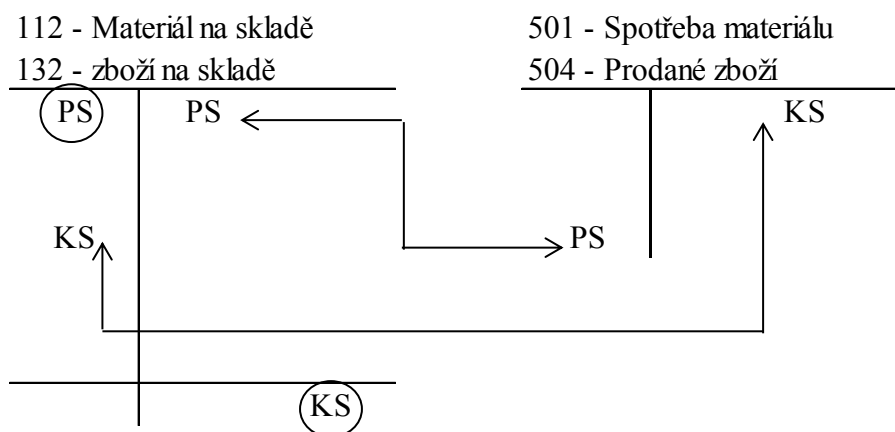 112 - Materiál na skladě
132 - zboží na skladě
501 - Spotřeba materiálu
504 - Prodané zboží
PS PS KS
KS PS
KS